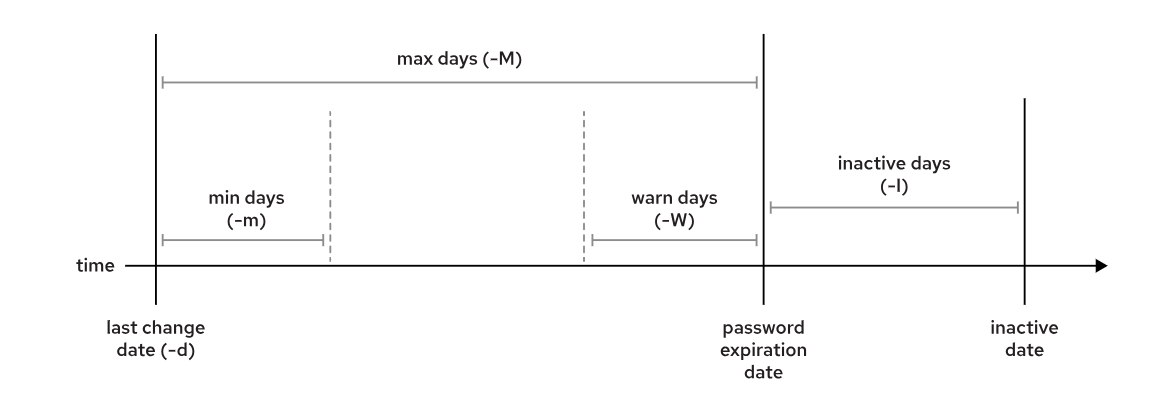 max days (-M)
min days
(-m)
warn days
(-W)
inactive days
(-I)
time
last change
date (-d)
password
expiration
date
inactive
date